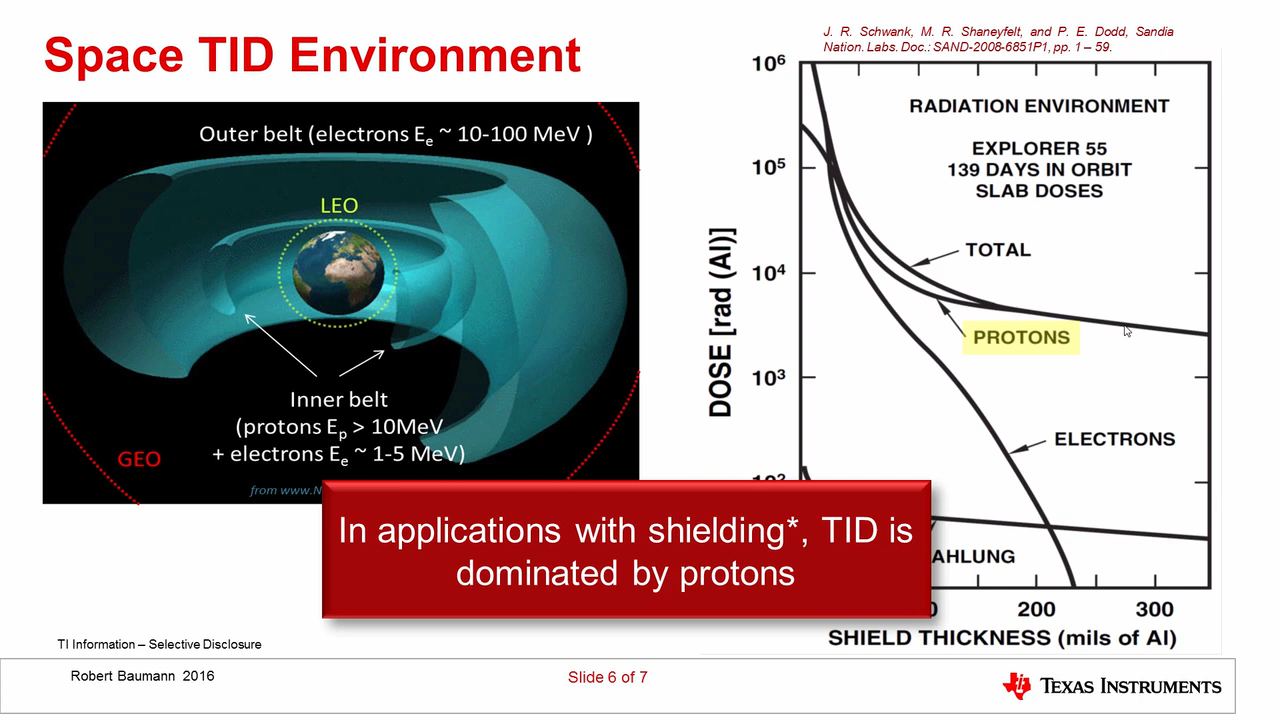 Space TID Environment
J. R. Schwank, M. R. Shaneyfelt, and P. E. Dodd, Sandia
Nation. Labs. Doc.: SAND-2008-6851P1, pp. 1 – 59.
Outer belt (electrons Ee ~ 10-100 MeV )
LEO
Inner belt
(protons Ep > 10MeV
+ electrons Ee ~ 1-5 MeV)
GEO
from www.N
10⁶
10⁵
10⁴
10³
DOSE [rad (Al)]
RADIATION ENVIRONMENT
EXPLORER 55
139 DAYS IN ORBIT
SLAB DOSES
TOTAL
PROTONS
ELECTRONS
AHLUNG
200
300
SHIELD THICKNESS (mils of Al)
In applications with shielding*, TID is
dominated by protons
TI Information – Selective Disclosure
Robert Baumann 2016
Slide 6 of 7
TEXAS INSTRUMENTS